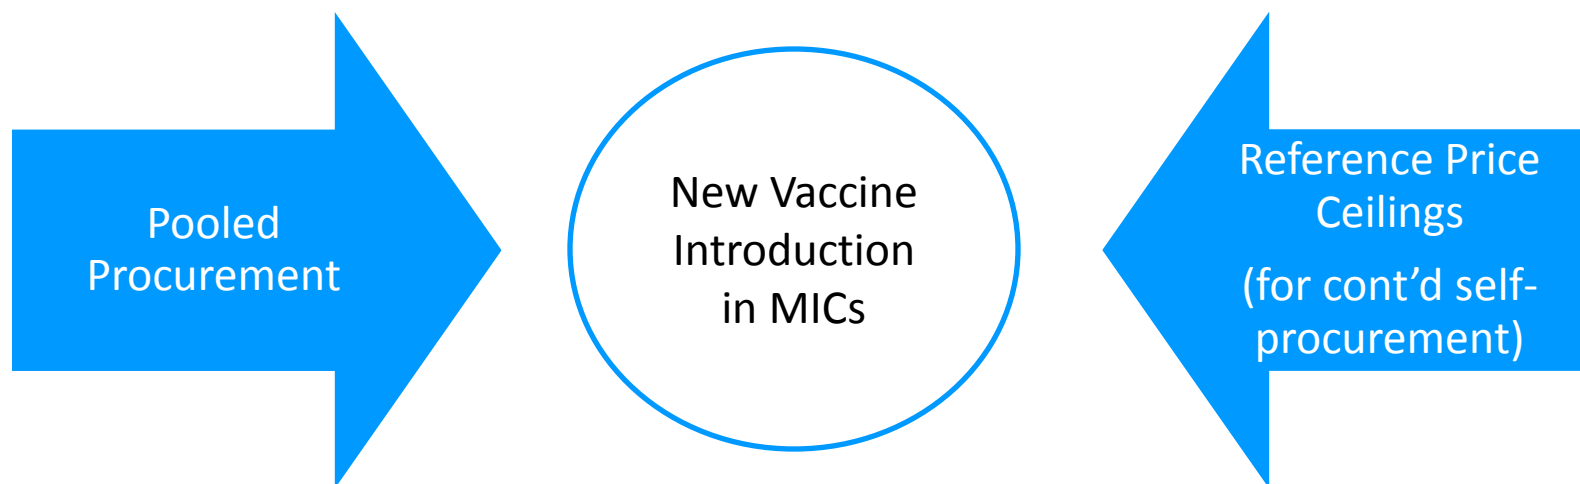 Pooled
Procurement
New Vaccine
Introduction
in MICs
Reference Price
Ceilings
(for cont’d self-
procurement)